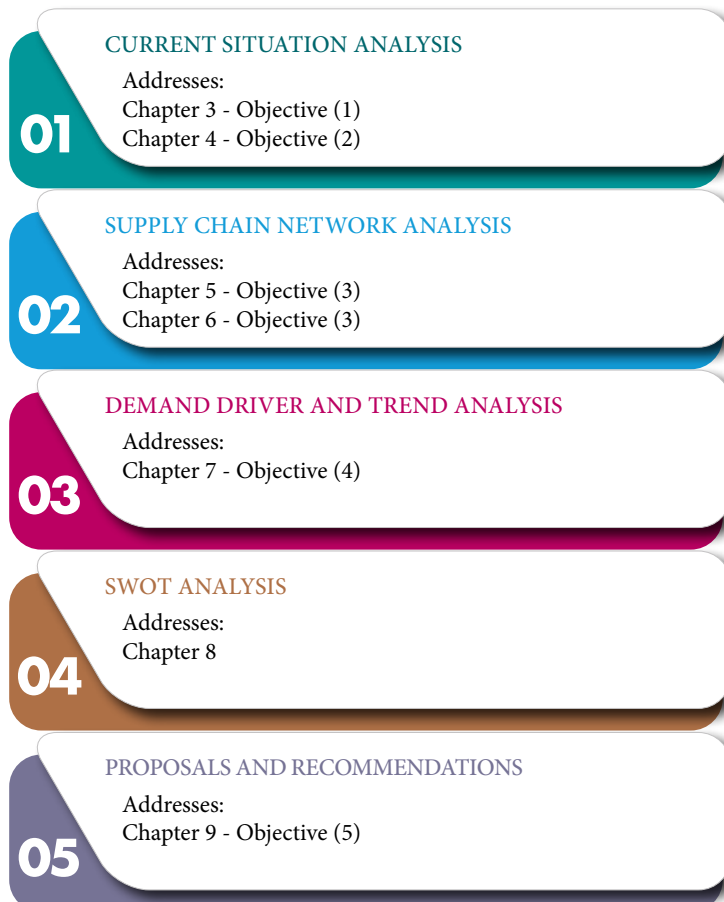 CURRENT SITUATION ANALYSIS
Addresses:
Chapter 3 - Objective (1)
Chapter 4 - Objective (2)
01
SUPPLY CHAIN NETWORK ANALYSIS
Addresses:
Chapter 5 - Objective (3)
Chapter 6 - Objective (3)
02
DEMAND DRIVER AND TREND ANALYSIS
Addresses:
Chapter 7 - Objective (4)
03
SWOT ANALYSIS
Addresses:
Chapter 8
04
PROPOSALS AND RECOMMENDATIONS
Addresses:
Chapter 9 - Objective (5)
05